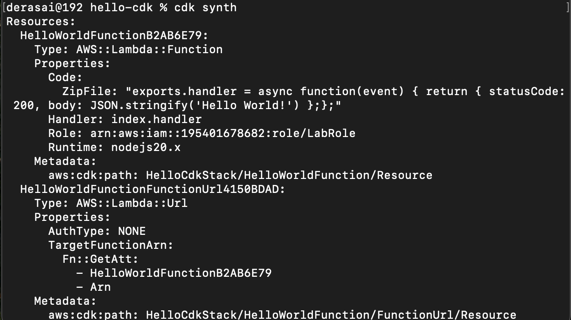 [derasai@192 hello-cdk % cdk synth ]
Resources:
HelloWorldFunctionB2AB6E79:
Type: AWS::Lambda::Function
Properties:
Code:
ZipFile: "exports.handler = async function(event) { return { statusCode:
200, body: JSON.stringify('Hello World!') };};"
Handler: index.handler
Role: arn:aws:iam::195401678682:role/LabRole
Runtime: nodejs20.x
Metadata:
aws:cdk:path: HelloCdkStack/HelloWorldFunction/Resource
HelloWorldFunctionFunctionUrl4150BDAD:
Type: AWS::Lambda::Url
Properties:
AuthType: NONE
TargetFunctionArn:
Fn::GetAtt:
- HelloWorldFunctionB2AB6E79
- Arn
Metadata:
aws:cdk:path: HelloCdkStack/HelloWorldFunction/FunctionUrl/Resource